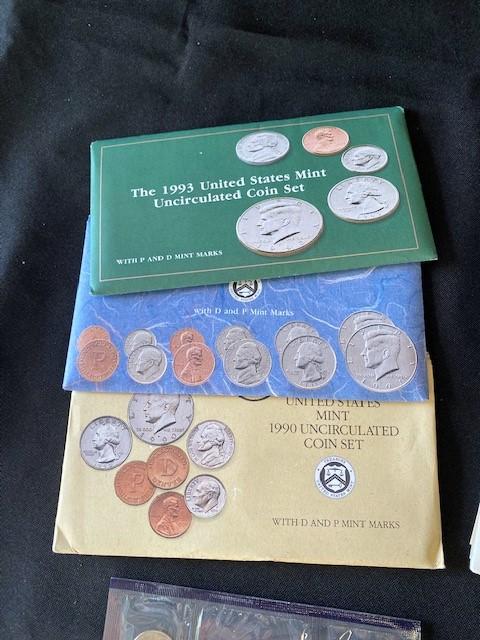 The 1993 United States Mint
Uncirculated Coin Set
WITH P AND D MINT MARKS
with D and P Mint Marks
P
UNITED STATES
MINT
1990 UNCIRCULATED
COIN SET
P
D
WITH D AND P MINT MARKS